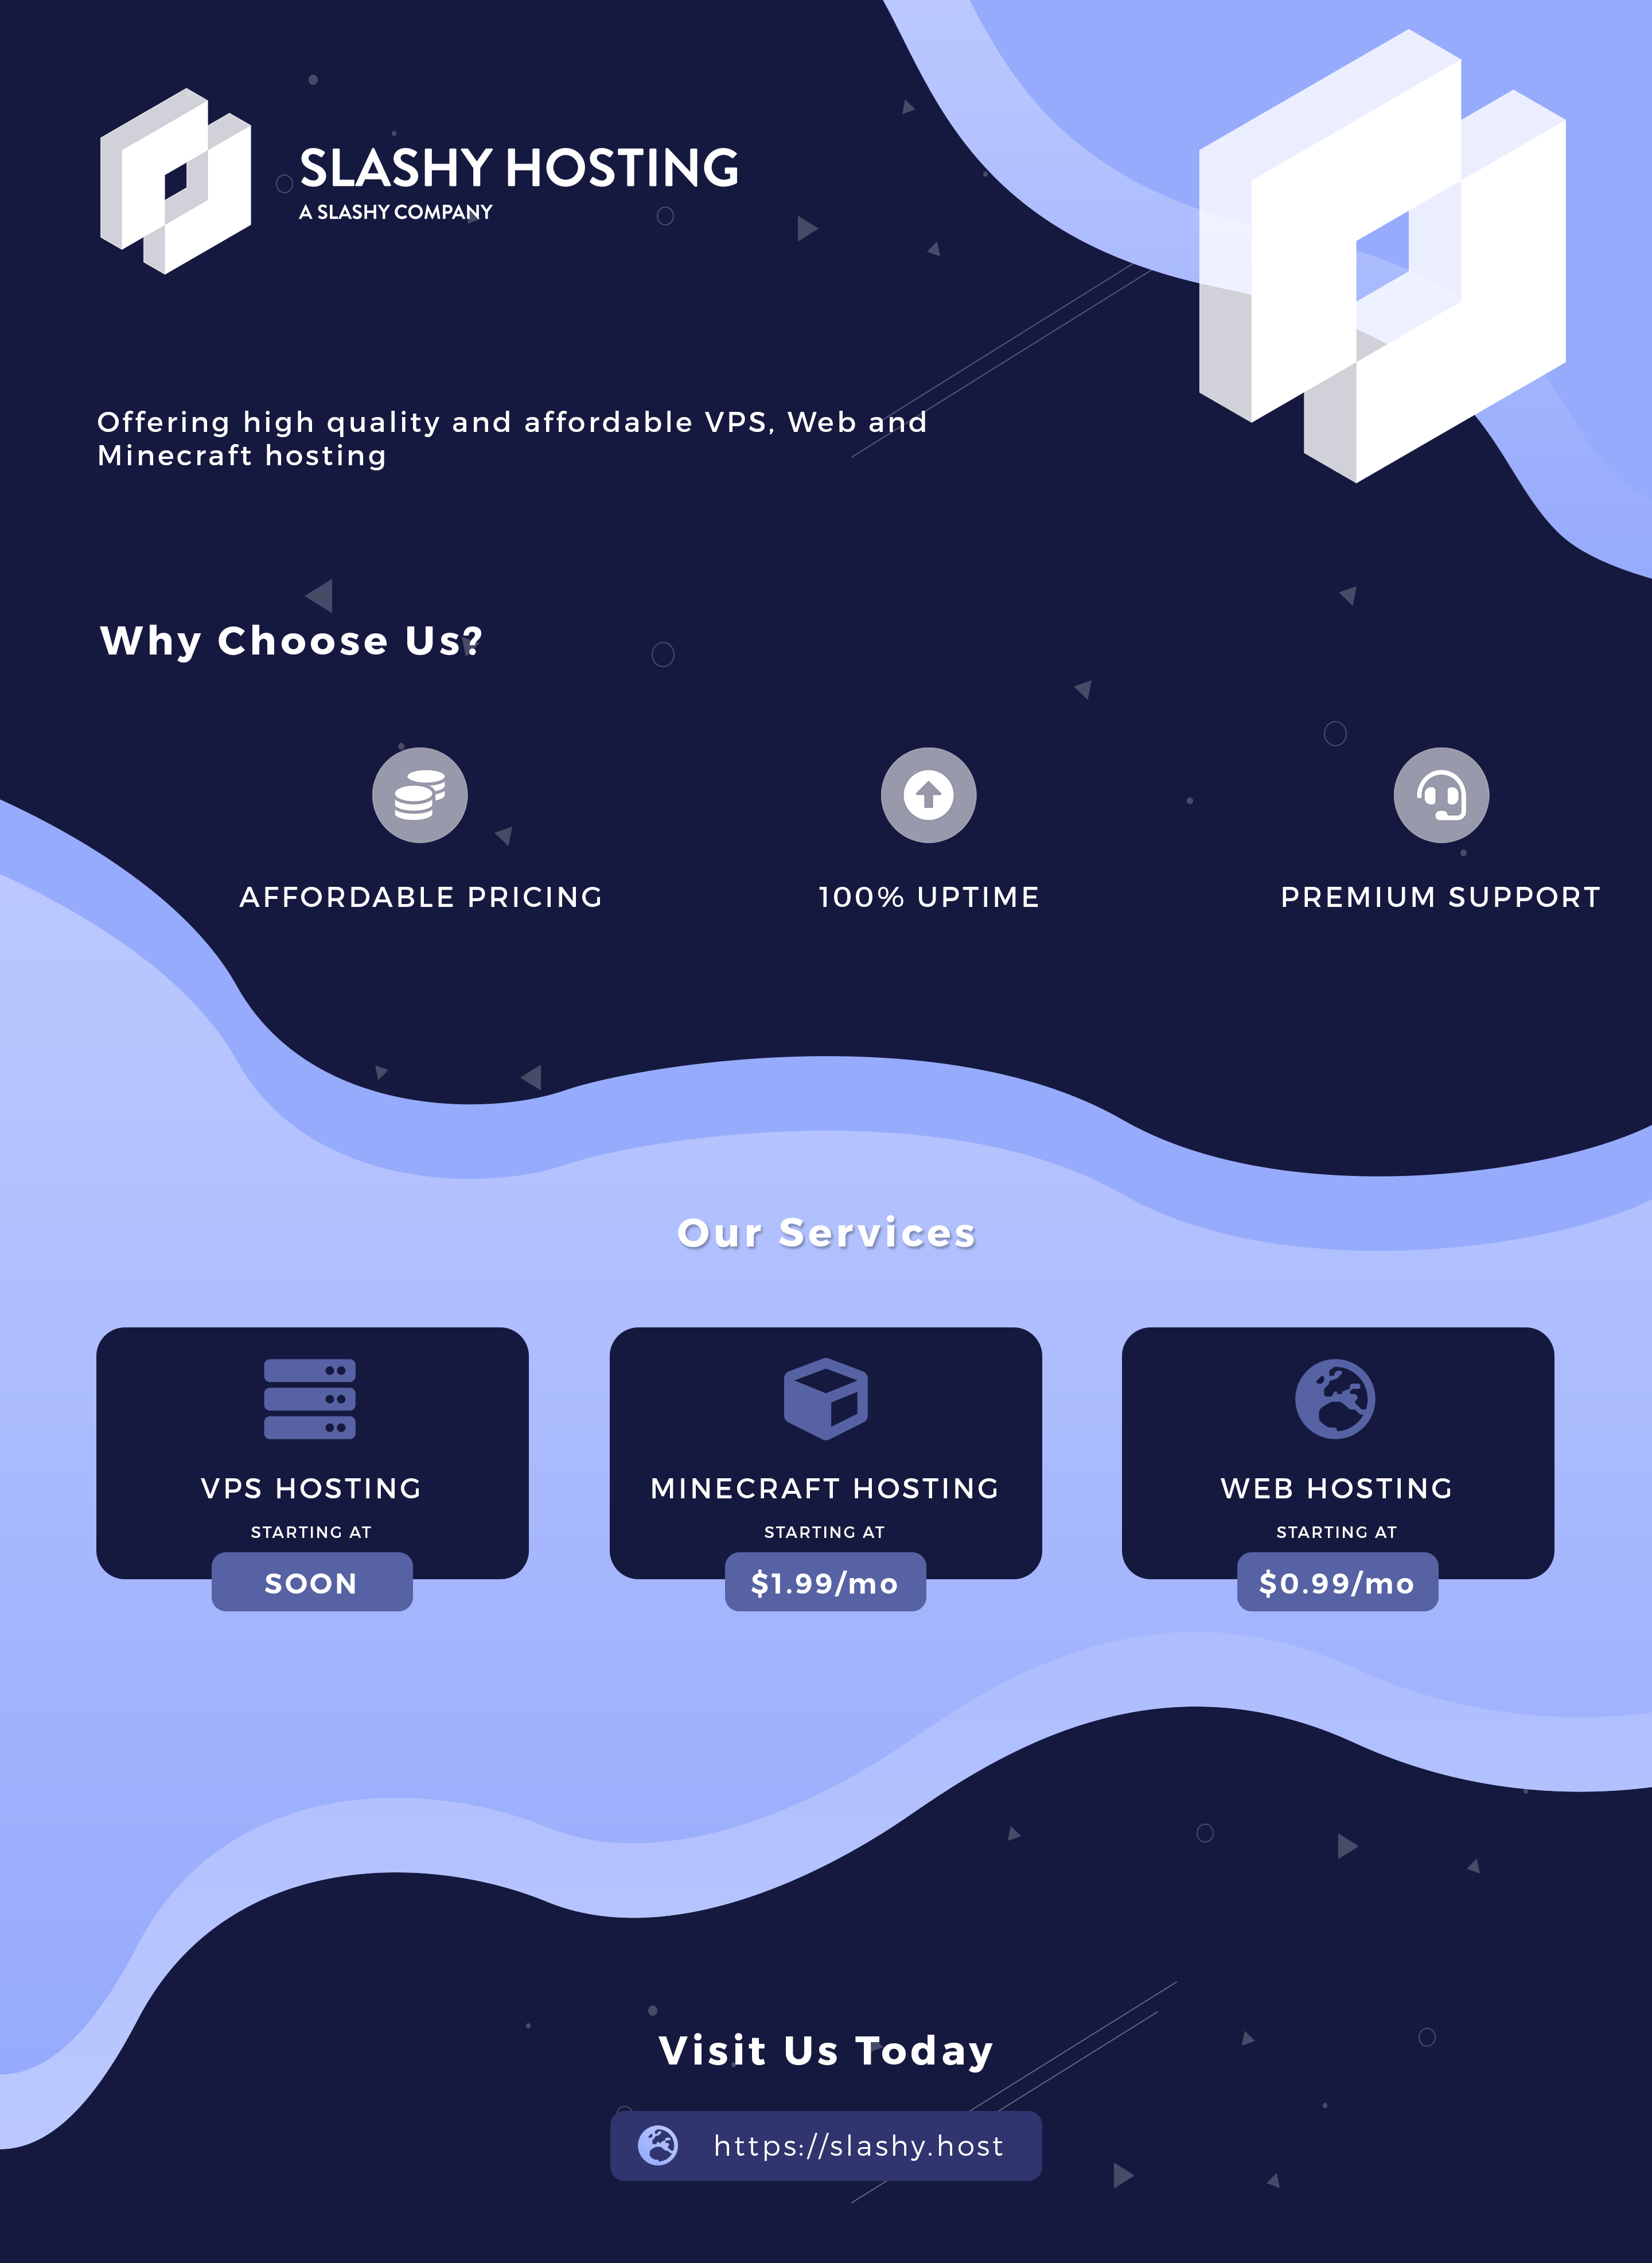 SLASHY HOSTING
A SLASHY COMPANY
Offering high quality and affordable VPS, Web and
Minecraft hosting
Why Choose Us?
AFFORDABLE PRICING
100% UPTIME
PREMIUM SUPPORT
Our Services
VPS HOSTING
STARTING AT
SOON
MINECRAFT HOSTING
STARTING AT
$1.99/mo
WEB HOSTING
STARTING AT
$0.99/mo
Visit Us Today
https://slashy.host